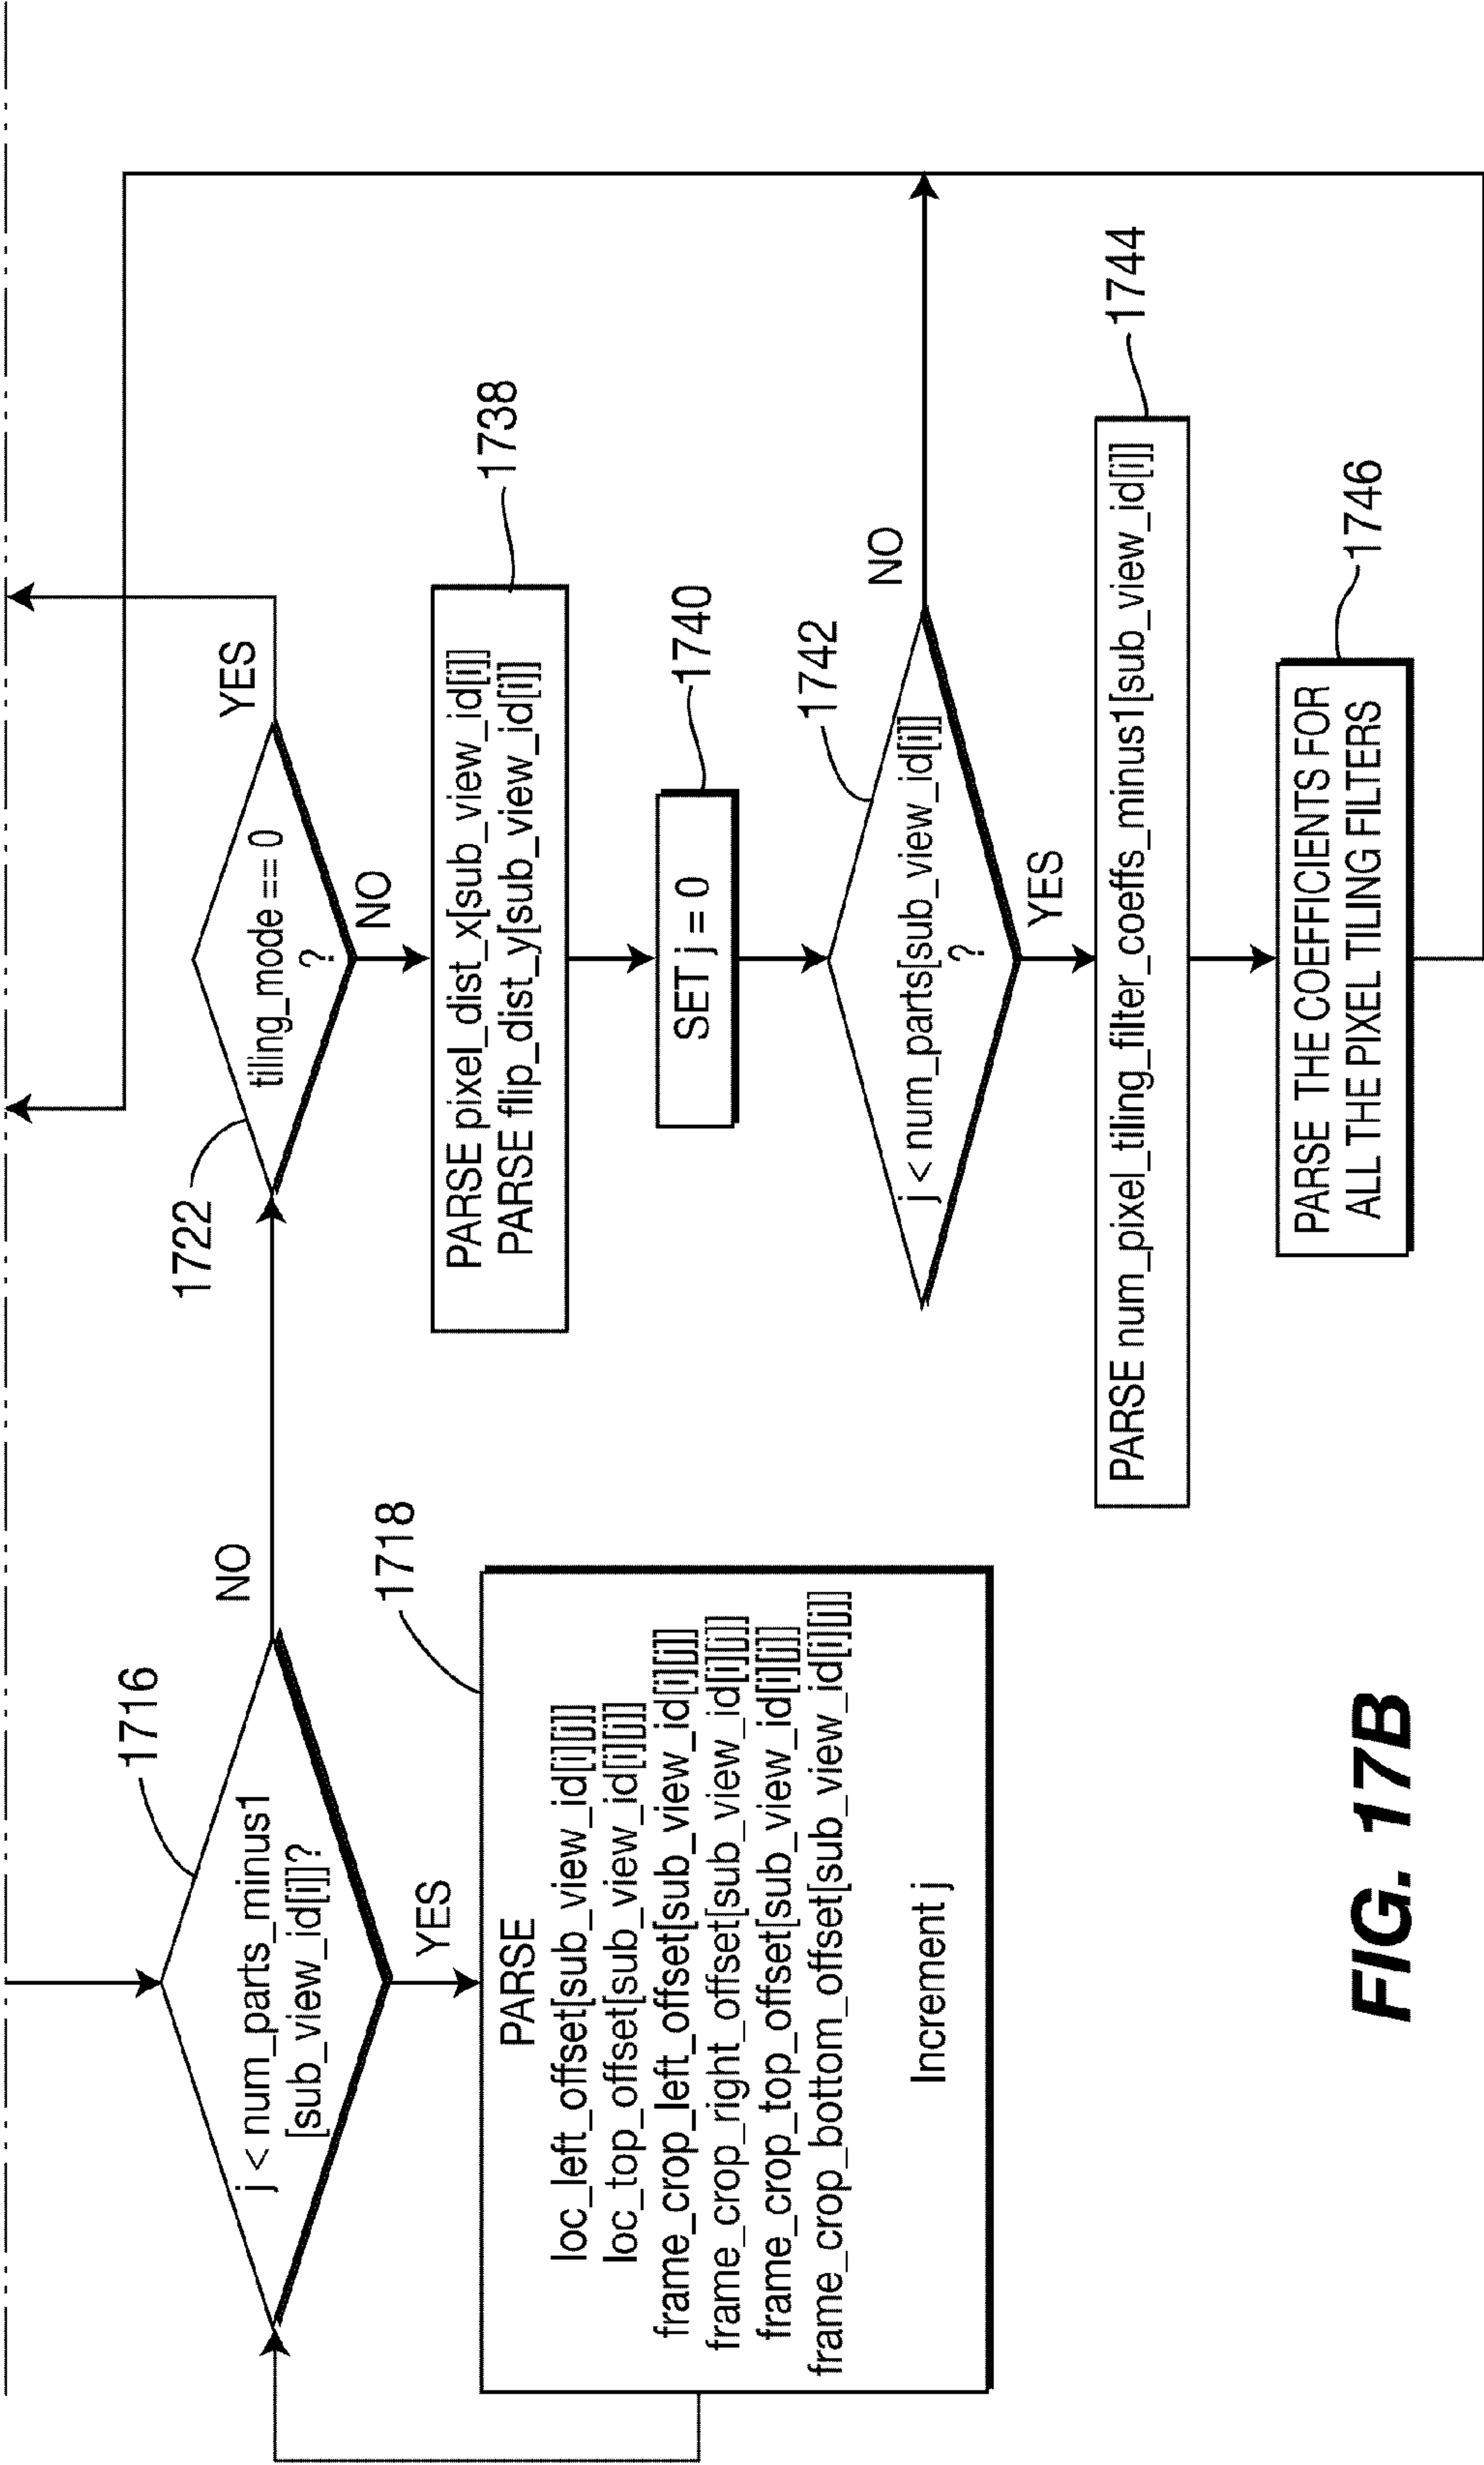 1716
j < num_parts_minus1
[sub_view_id[i]]?
NO
YES
1718
PARSE
loc_left_offset[sub_view_id[i][j]]
loc_top_offset[sub_view_id[i][j]]
frame_crop_left_offset[sub_view_id[i][j]]
frame_crop_right_offset[sub_view_id[i][j]]
frame_crop_top_offset[sub_view_id[i][j]]
frame_crop_bottom_offset[sub_view_id[i][j]]
Increment j
1722
tilling_mode == 0
?
YES
NO
1738
PARSE pixel_dist_x[sub_view_id[i]]
PARSE flip_dist_y[sub_view_id[i]]
1740
SET j = 0
1742
j < num_parts[sub_view_id[i]]
?
NO
YES
1744
PARSE num_pixel_tiling_filter_coeffs_minus1[sub_view_id[i]]
1746
PARSE THE COEFFICIENTS FOR
ALL THE PIXEL TILING FILTERS
FIG. 17B